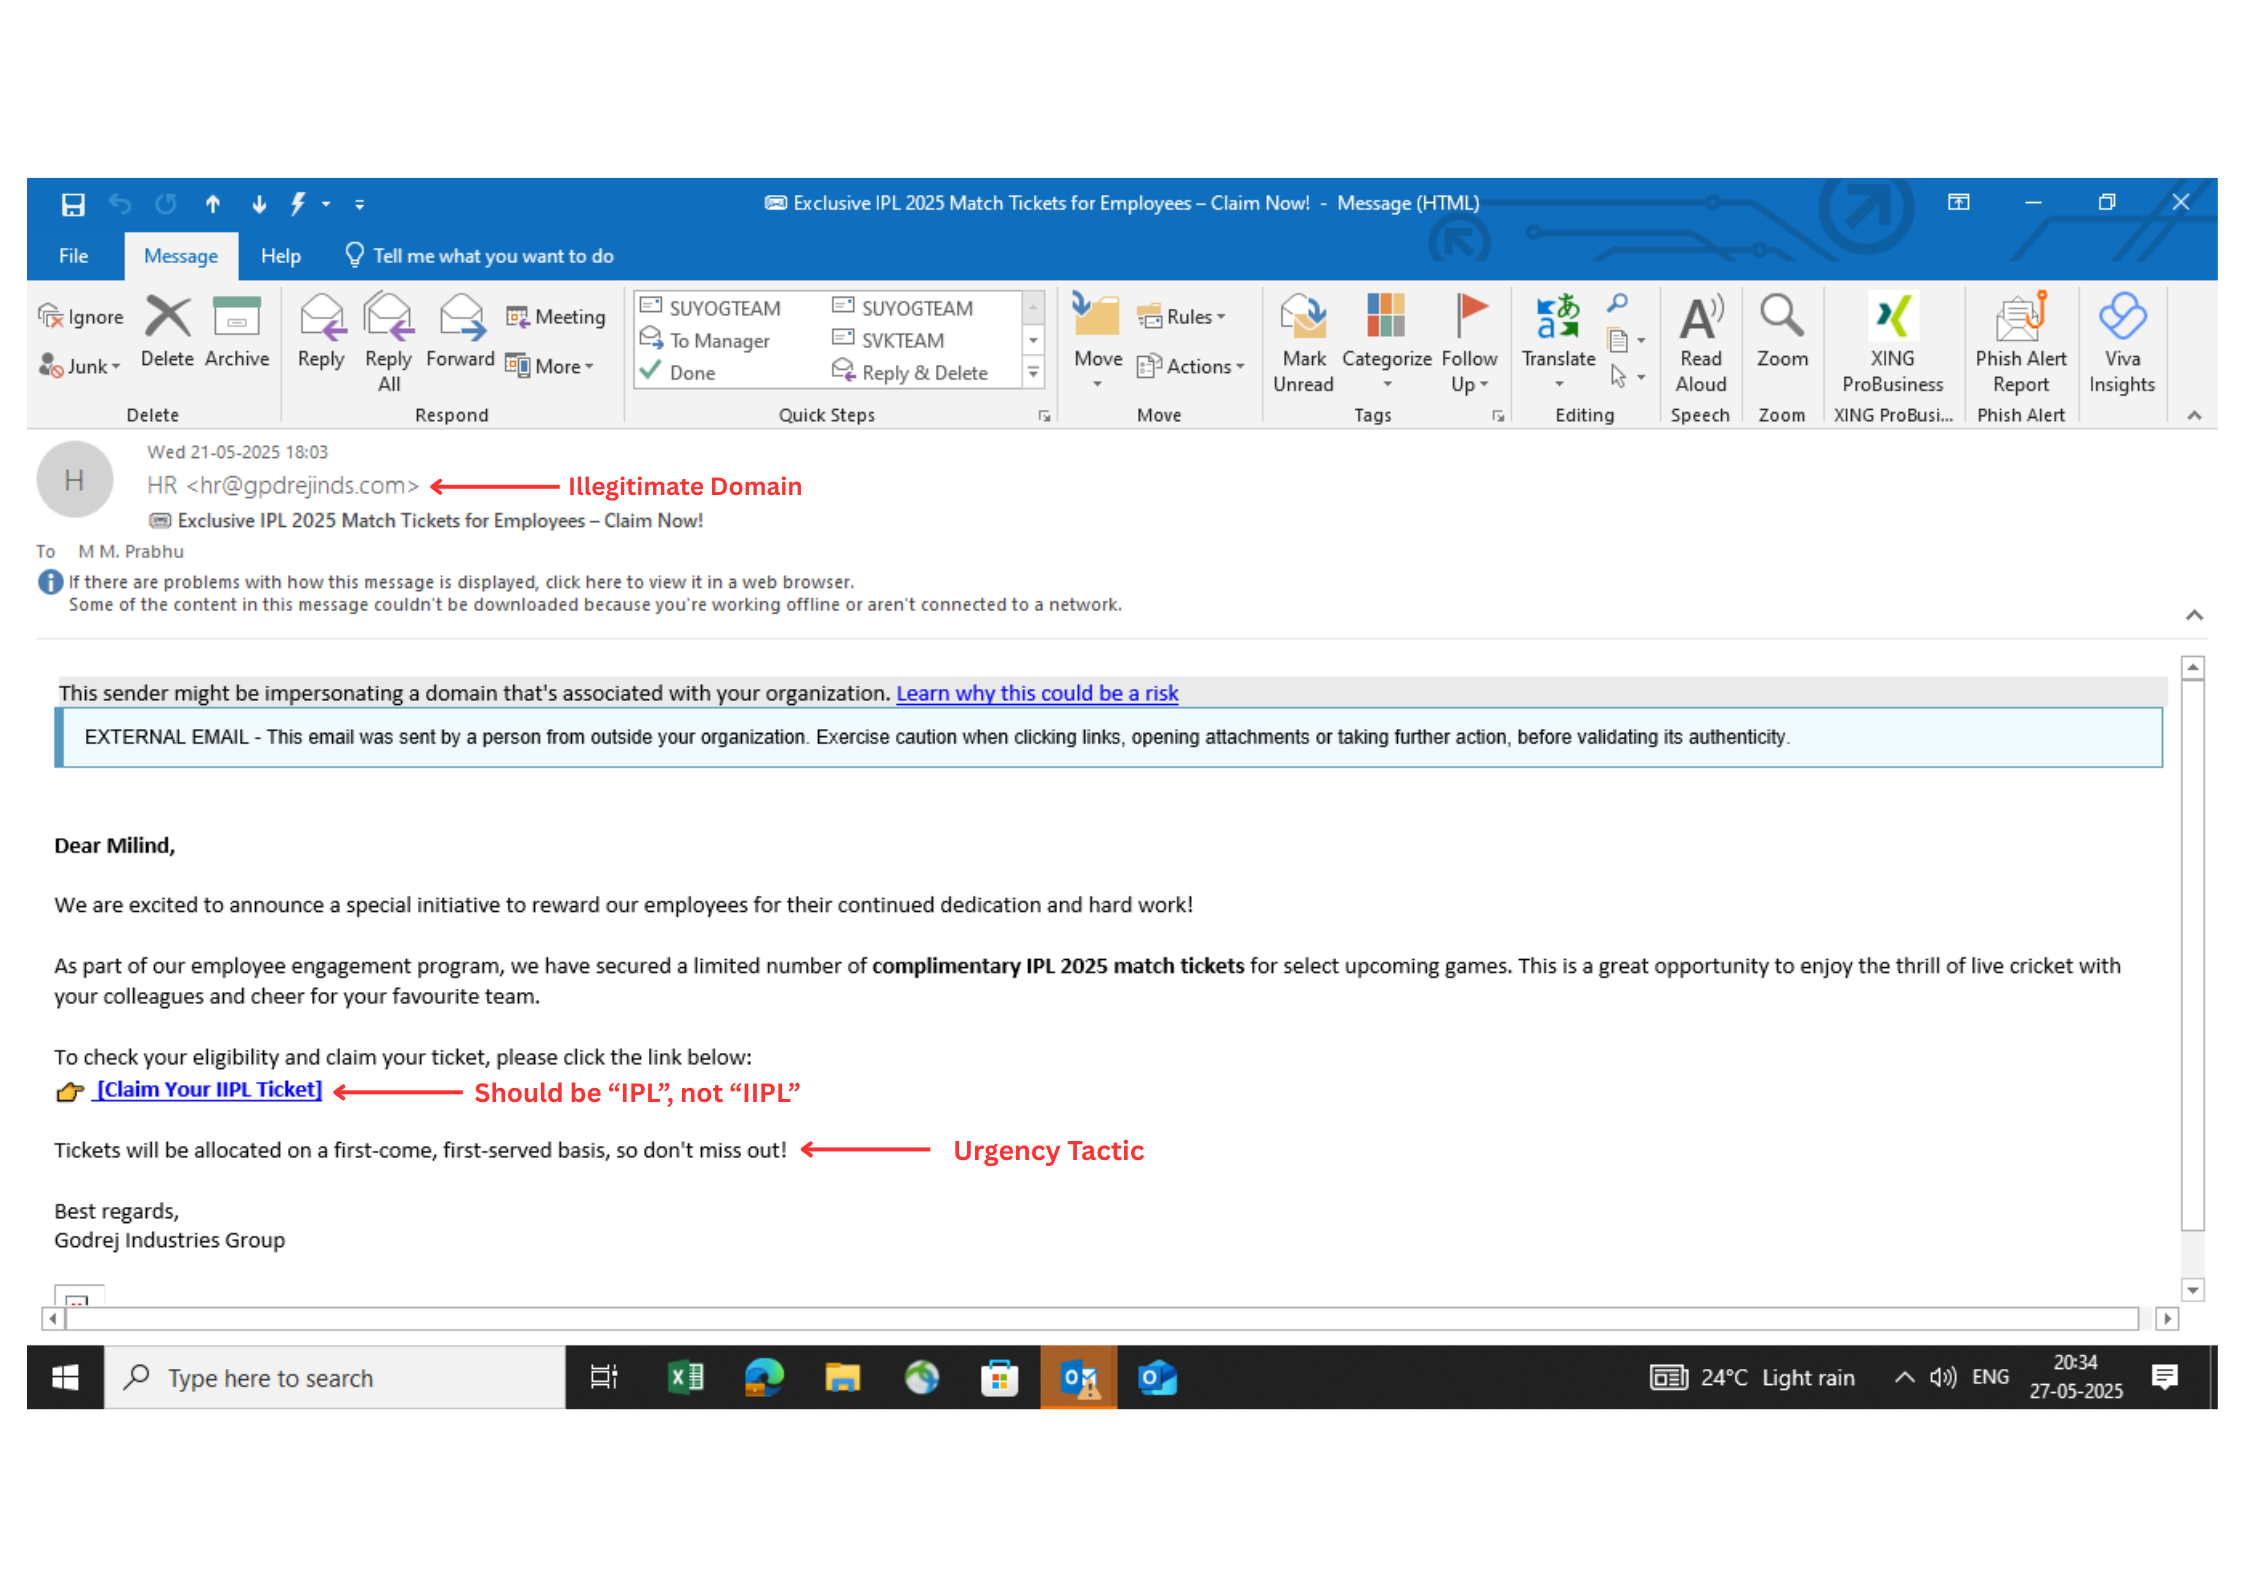 Exclusive IPL 2025 Match Tickets for Employees – Claim Now! - Message (HTML)
File Message Help Tell me what you want to do
Ignore
Junk
Delete Archive
Delete
Reply Reply All Forward
Meeting
More
Respond
SUYOGTEAM SUYOGTEAM
To Manager SVKTEAM
Done Reply & Delete
Quick Steps
Move
Rules
Actions
Move
Mark Unread Categorize Follow Up
Tags
Translate
Editing
Read Aloud
Speech
Zoom
Zoom
XING ProBusiness
XING ProBusi...
Phish Alert Report
Phish Alert
Viva Insights
H
Wed 21-05-2025 18:03
HR <hr@gpdrejinds.com> Illegitimate Domain
Exclusive IPL 2025 Match Tickets for Employees – Claim Now!
To M M. Prabhu
If there are problems with how this message is displayed, click here to view it in a web browser.
Some of the content in this message couldn't be downloaded because you're working offline or aren't connected to a network.
This sender might be impersonating a domain that's associated with your organization. Learn why this could be a risk
EXTERNAL EMAIL - This email was sent by a person from outside your organization. Exercise caution when clicking links, opening attachments or taking further action, before validating its authenticity.
Dear Milind,
We are excited to announce a special initiative to reward our employees for their continued dedication and hard work!
As part of our employee engagement program, we have secured a limited number of complimentary IPL 2025 match tickets for select upcoming games. This is a great opportunity to enjoy the thrill of live cricket with
your colleagues and cheer for your favourite team.
To check your eligibility and claim your ticket, please click the link below:
[Claim Your IIPL Ticket] Should be “IPL”, not “IIPL”
Tickets will be allocated on a first-come, first-served basis, so don't miss out! Urgency Tactic
Best regards,
Godrej Industries Group
Type here to search
24°C Light rain
ENG
20:34
27-05-2025